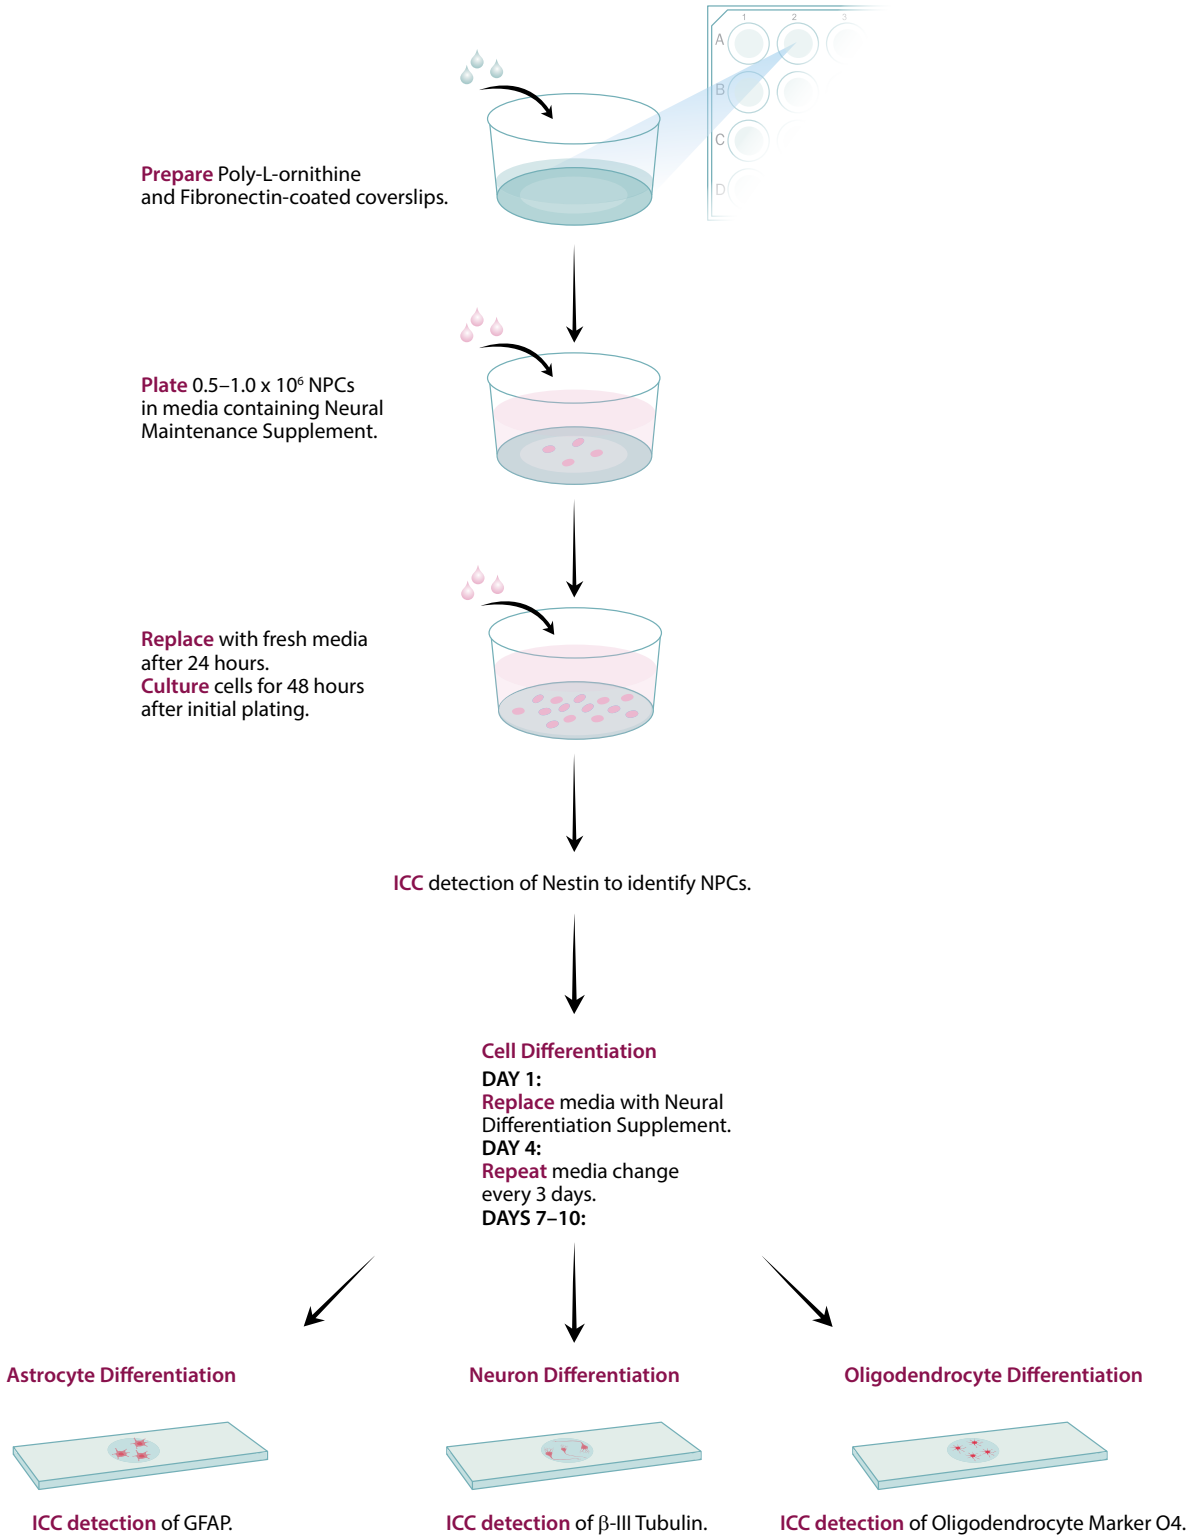 1 2 3
A
B
C
D
Prepare Poly-L-ornithine
and Fibronectin-coated coverslips.
Plate 0.5–1.0 x 10⁶ NPCs
in media containing Neural
Maintenance Supplement.
Replace with fresh media
after 24 hours.
Culture cells for 48 hours
after initial plating.
ICC detection of Nestin to identify NPCs.
Cell Differentiation
DAY 1:
Replace media with Neural
Differentiation Supplement.
DAY 4:
Repeat media change
every 3 days.
DAYS 7–10:
Astrocyte Differentiation
Neuron Differentiation
Oligodendrocyte Differentiation
ICC detection of GFAP.
ICC detection of β-III Tubulin.
ICC detection of Oligodendrocyte Marker O4.